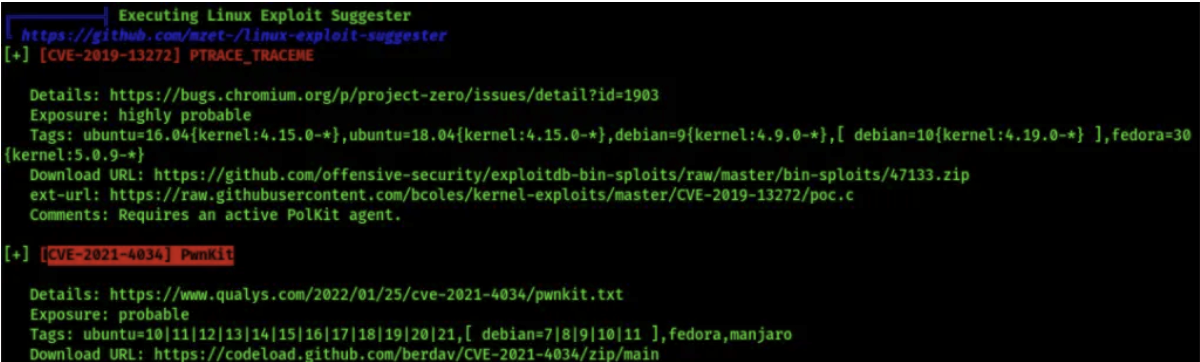 Executing Linux Exploit Suggester
https://github.com/mzet-/linux-exploit-suggester
[+] [CVE-2019-13272] PTRACE_TRACEME
Details: https://bugs.chromium.org/p/project-zero/issues/detail?id=1903
Exposure: highly probable
Tags: ubuntu=16.04{kernel:4.15.0-*},ubuntu=18.04{kernel:4.15.0-*},debian=9{kernel:4.9.0-*},[ debian=10{kernel:4.19.0-*} ],fedora=30
{kernel:5.0.9-*}
Download URL: https://github.com/offensive-security/exploitdb-bin-sploits/raw/master/bin-sploits/47133.zip
ext-url: https://raw.githubusercontent.com/bcoles/kernel-exploits/master/CVE-2019-13272/poc.c
Comments: Requires an active PolKit agent.
[+] [CVE-2021-4034] PwnKit
Details: https://www.qualys.com/2022/01/25/cve-2021-4034/pwnkit.txt
Exposure: probable
Tags: ubuntu=10|11|12|13|14|15|16|17|18|19|20|21,[ debian=7|8|9|10|11 ],fedora,manjaro
Download URL: https://codeload.github.com/berdav/CVE-2021-4034/zip/main